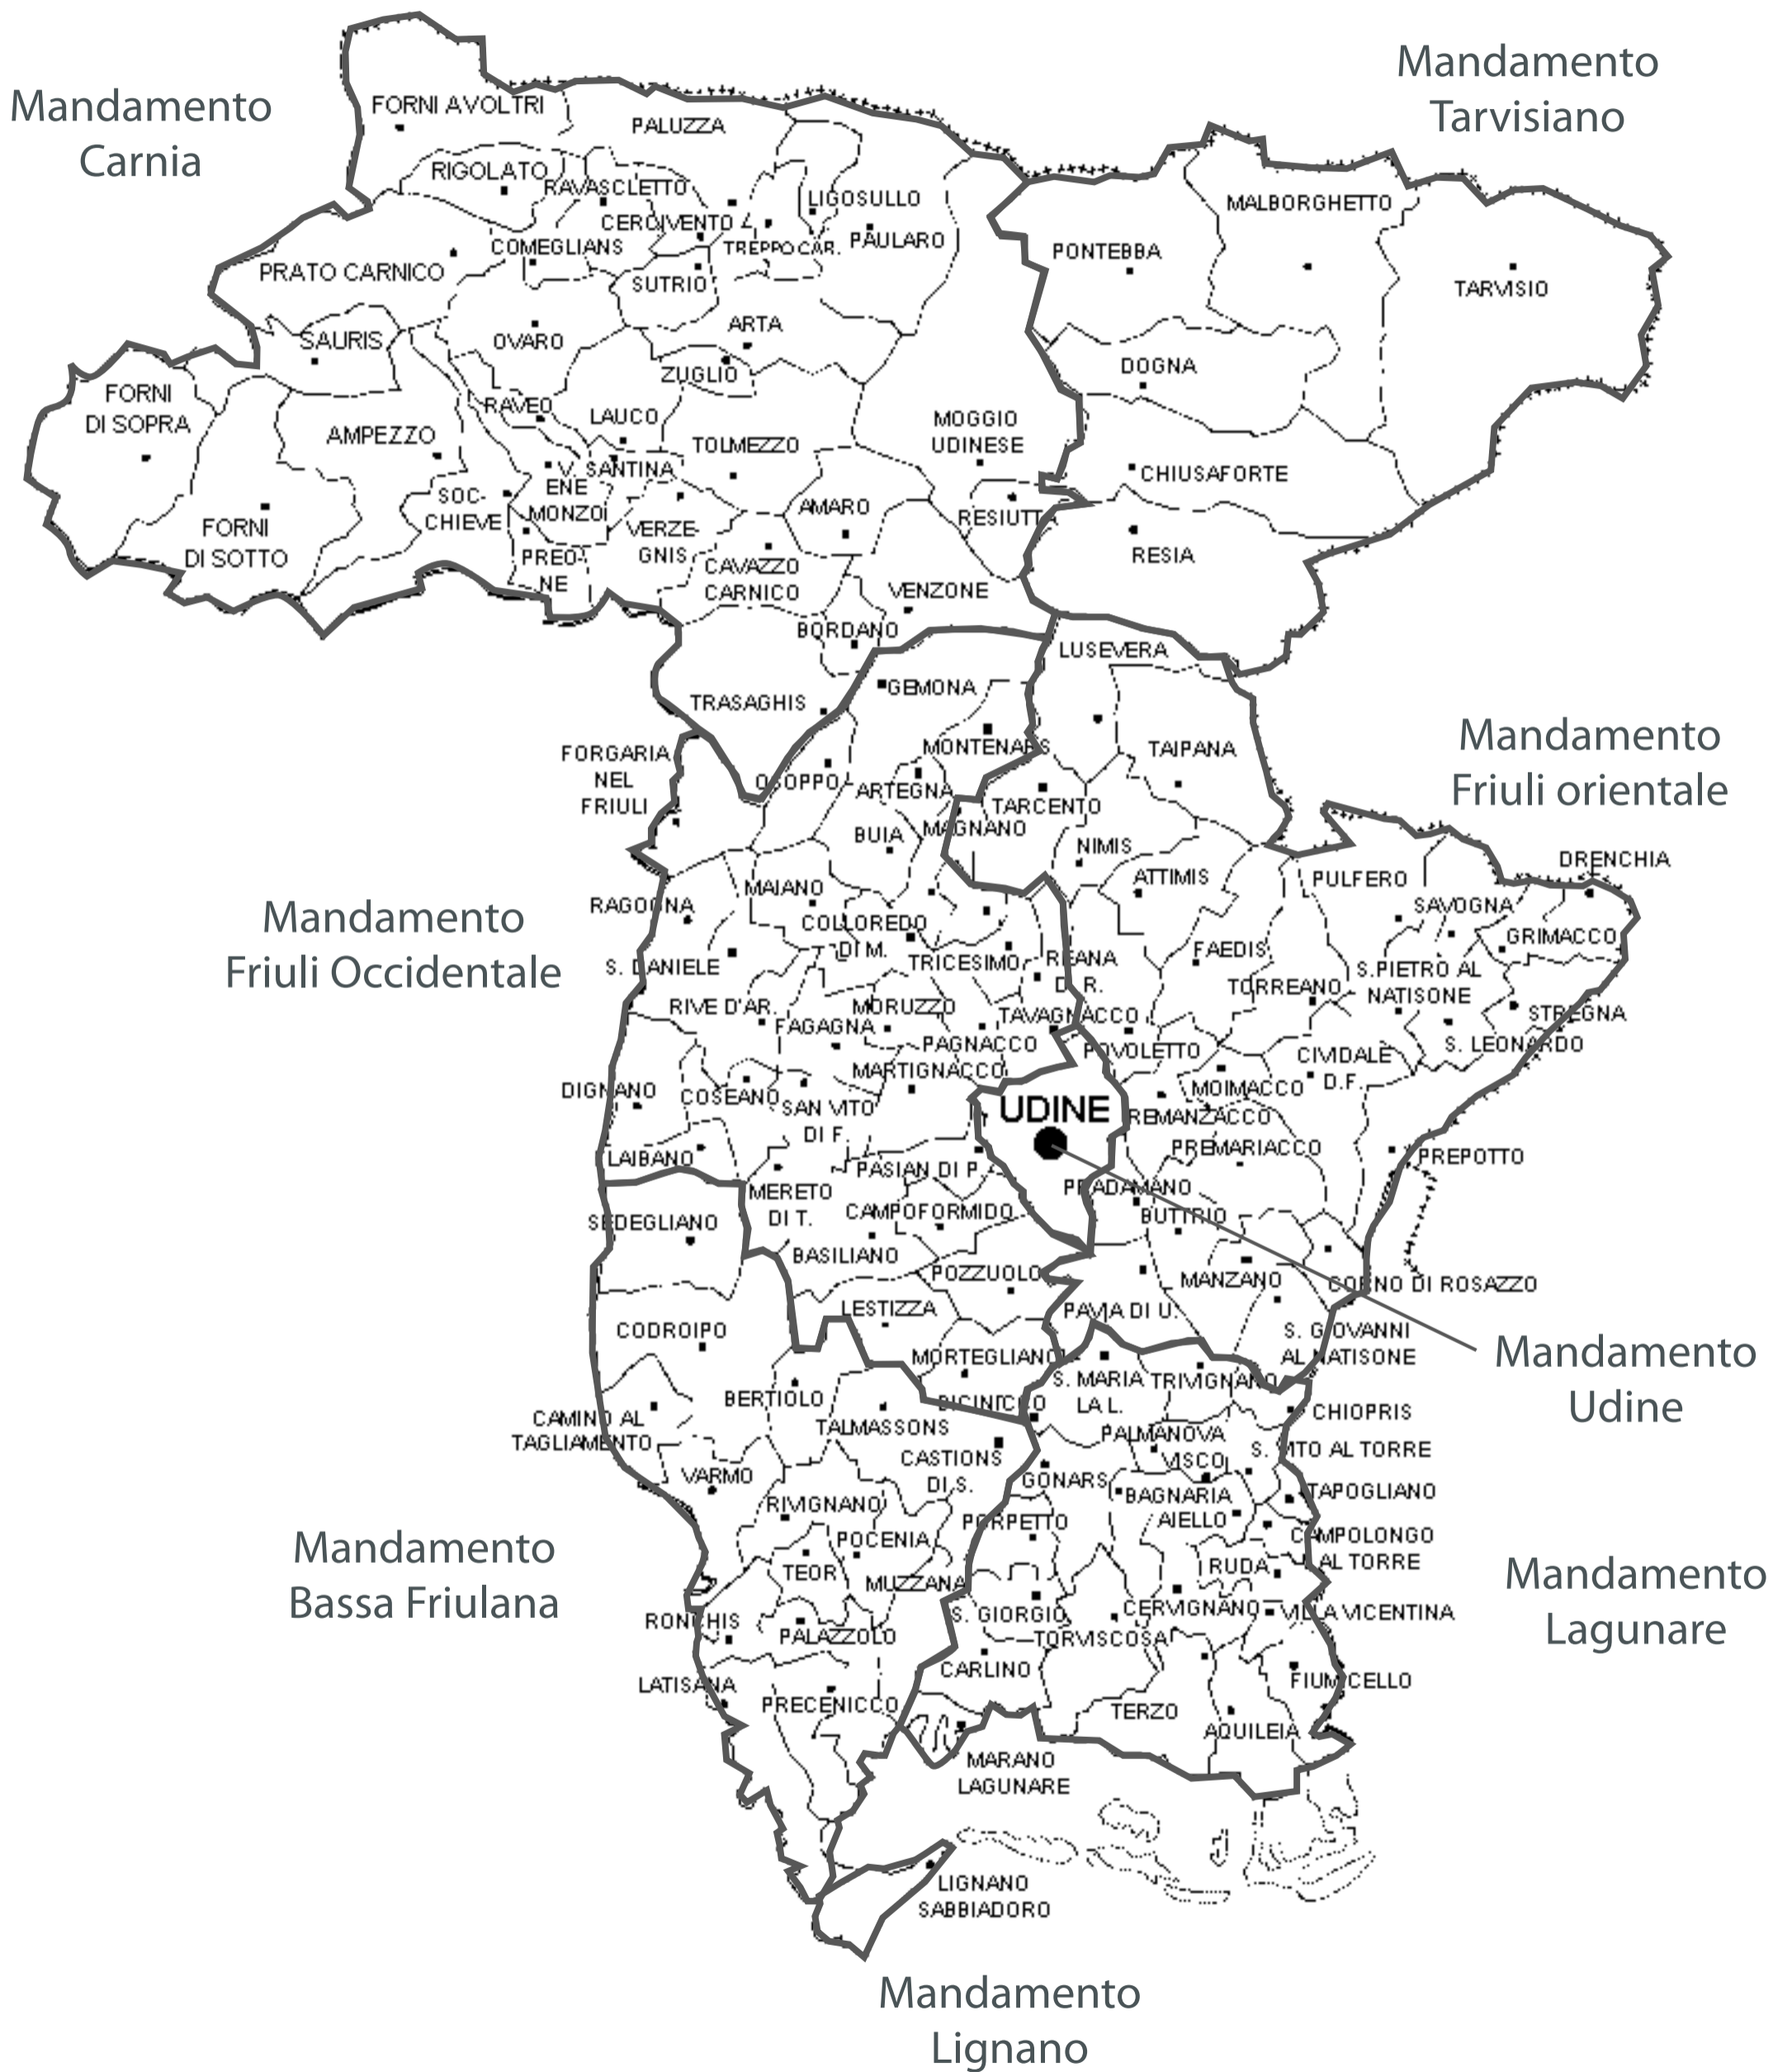 Mandamento
Carnia
Mandamento
Tarvisiano
FORNI AVOLTRI
PALUZZA
RIGOLATO
RAVASCLETTO
LIGOSULLO
CERCIVENTO
COMEGLIANS
TREPPO CAR.
PAULARO
PRATO CARNICO
SUTRIO
MALBORGHETTO
PONTEBBA
TARVISIO
SAURIS
OVARO
ARTA
ZUGLIO
DOGNA
FORNI
DI SOPRA
RAVEO
LAUCO
AMPEZZO
TOLMEZZO
MOGGIO
UDINESE
V. SANTINA
CHIUSAFORTE
SOC-
CHIEVE
ENE
MONZO
VERZE-
GNIS
AMARO
RESIUTTA
FORNI
DI SOTTO
PREO-
NE
CAVAZZO
CARNICO
RESIA
VENZONE
BORDANO
LUSEVERA
GEMONA
TRASAGHIS
MONTENARS
TAIPANA
Mandamento
Friuli orientale
FORGARIA
NEL
FRIULI
OSOPPO
ARTEGNA
TARCENTO
BUIA
MAGNANO
NIMIS
DRENCHIA
ATTIMIS
PULFERO
MAIANO
Mandamento
Friuli Occidentale
RAGOGNA
COLLOREDO
DI M.
SAVOGNA
GRIMACCO
FAEDIS
S. DANIELE
TRICESIMO
REANA
D. R.
S.PIETRO AL
NATISONE
TORREANO
RIVE D'AR.
MORUZZO
TAVAGNACCO
STREGNA
FAGAGNA
PAGNACCO
POVOLETTO
CIVIDALE
D.F.
S. LEONARDO
MARTIGNACCO
DIGNANO
COSEANO
SAN VITO
DI F.
MOIMACCO
UDINE
REMANZACCO
PREMARIACCO
LAIBANO
PASIAN DI P.
PREPOTTO
MERETO
DI T.
PRADAMANO
SEDEGLIANO
CAMPOFORMIDO
BUTTRIO
BASILIANO
POZZUOLO
MANZANO
CORNO DI ROSAZZO
LESTIZZA
PAVIA DI U.
CODROIPO
S. GIOVANNI
AL NATISONE
Mandamento
Udine
MORTEGLIANO
S. MARIA
LA L.
TRIVIGNANO
BERTIOLO
BICINICCO
CHIOPRIS
CAMINO AL
TAGLIAMENTO
TALMASSONS
PALMANOVA
S. VITO AL TORRE
CASTIONS
DI S.
VISCO
VARMO
GONARS
BAGNARIA
TAPOGLIANO
RIVIGNANO
PORPETTO
AIELLO
CAMPOLONGO
AL TORRE
POCENIA
TEOR
RUDA
Mandamento
Bassa Friulana
MUZZANA
Mandamento
Lagunare
RONCHIS
S. GIORGIO
CERVIGNANO
VILLA VICENTINA
PALAZZOLO
TORVISCOSA
CARLINO
FIUMICELLO
LATISANA
PRECENICCO
TERZO
AQUILEIA
MARANO
LAGUNARE
LIGNANO
SABBIADORO
Mandamento
Lignano